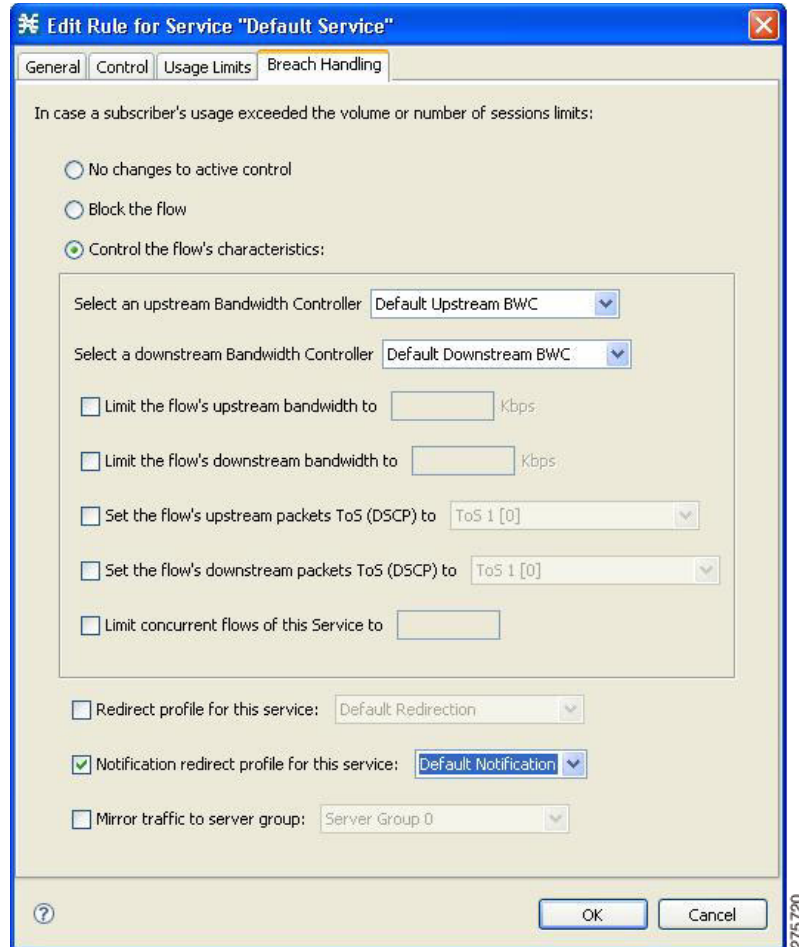 Edit Rule for Service "Default Service"
General Control Usage Limits Breach Handling
In case a subscriber's usage exceeded the volume or number of sessions limits:
No changes to active control
Block the flow
Control the flow's characteristics:
Select an upstream Bandwidth Controller Default Upstream BWC
Select a downstream Bandwidth Controller Default Downstream BWC
Limit the flow's upstream bandwidth to Kbps
Limit the flow's downstream bandwidth to Kbps
Set the flow's upstream packets ToS (DSCP) to ToS 1 [0]
Set the flow's downstream packets ToS (DSCP) to ToS 1 [0]
Limit concurrent flows of this Service to
Redirect profile for this service: Default Redirection
Notification redirect profile for this service: Default Notification
Mirror traffic to server group: Server Group 0
? OK Cancel
375720